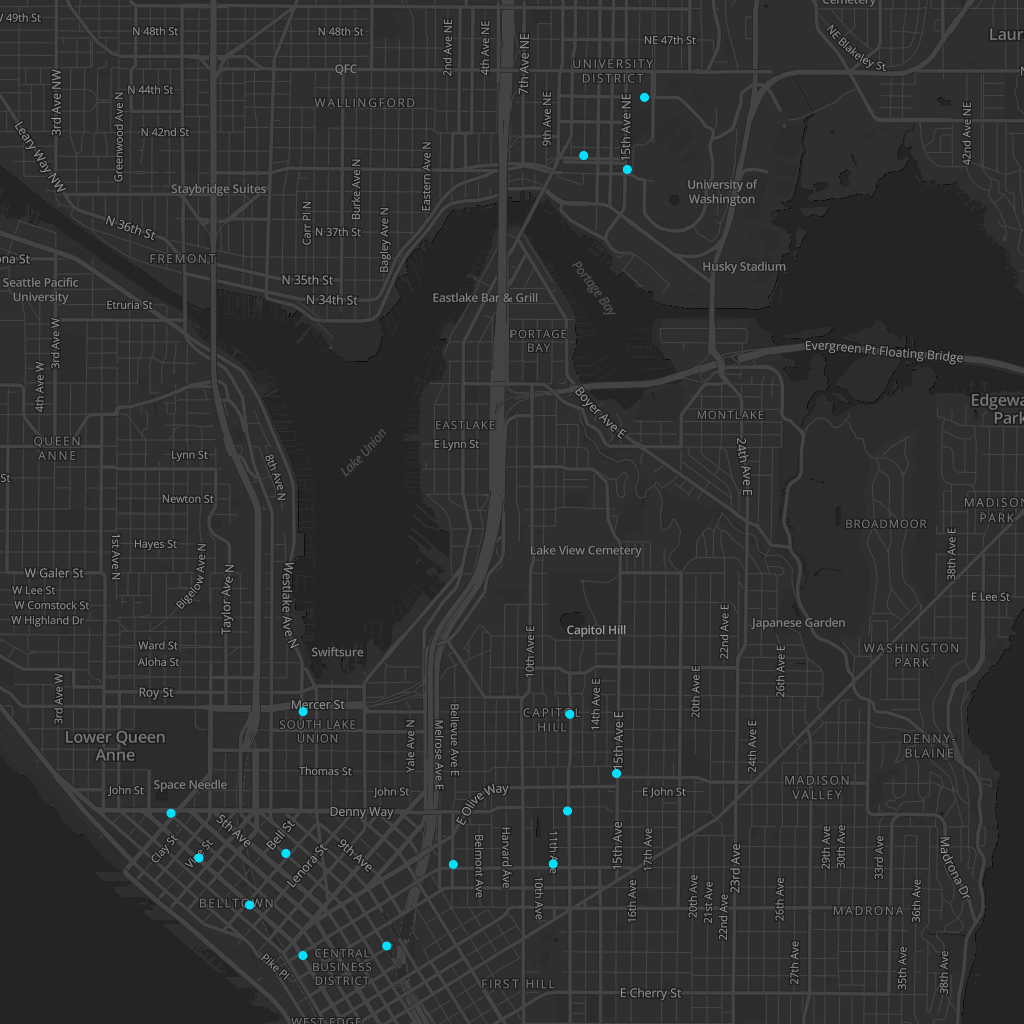 W 49th St
N 48th St
N 48th St
2nd Ave NE
4th Ave NE
7th Ave NE
NE 47th St
Cemetery
NE Blakeley St
Laur
N
QFC
UNIVERSITY
DISTRICT
3rd Ave NW
Greenwood Ave N
N 44th St
WALLINGFORD
9th Ave NE
15th Ave NE
42nd Ave NE
N 42nd St
Leary Way NW
Staybridge Suites
Burke Ave N
Eastern Ave N
University of
Washington
N 36th St
Carr Pl N
N 37th St
Bagley Ave N
ona St
FREMONT
Seattle Pacific
University
N 35th St
N 34th St
Etruria St
Eastlake Bar & Grill
Portage Bay
Husky Stadium
PORTAGE
BAY
3rd Ave W
4th Ave W
Evergreen Pt Floating Bridge
Edgewa
Park
Boyer Ave E
MONTLAKE
EASTLAKE
E Lynn St
QUEEN
ANNE
Lynn St
Lake Union
24th Ave E
St
8th Ave N
Newton St
MADISON
PARK
BROADMOOR
1st Ave N
Hayes St
Lake View Cemetery
38th Ave E
W Galer St
W Lee St
W Comstock St
W Highland Dr
Bigelow Ave N
Taylor Ave N
Westlake Ave N
E Lee St
Capitol Hill
22nd Ave E
Japanese Garden
Ward St
Aloha St
Swiftsure
10th Ave E
WASHINGTON
PARK
26th Ave E
20th Ave E
14th Ave E
3rd Ave W
Roy St
Mercer St
SOUTH LAKE
UNION
Bellevue Ave E
Melrose Ave E
Yale Ave N
CAPITOL
HILL
15th Ave E
24th Ave E
DENNY-
BLAINE
Lower Queen
Anne
Thomas St
Space Needle
John St
John St
E John St
MADISON
VALLEY
E Olive Way
Denny Way
5th Ave
Bell St
Clay St
Vine St
Lenora St
9th Ave
Belmont Ave
Harvard Ave
11th Ave
15th Ave
17th Ave
23rd Ave
29th Ave
30th Ave
33rd Ave
Madrona Dr
10th Ave
16th Ave
20th Ave
21st Ave
22nd Ave
26th Ave
36th Ave
BELLTOWN
MADRONA
Pike Pl
CENTRAL
BUSINESS
DISTRICT
27th Ave
35th Ave
38th Ave
FIRST HILL
E Cherry St
WEST EDGE